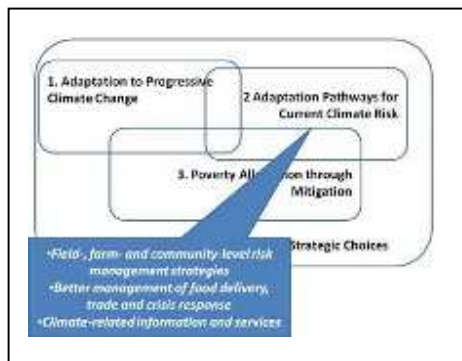 1. Adaptation to Progressive
Climate Change
2 Adaptation Pathways for
Current Climate Risk
3. Poverty All ion through
Mitigation
Strategic Choices
•Field-, farm- and community-level risk
management strategies
•Better management of food delivery,
trade and crisis response
•Climate-related information and services